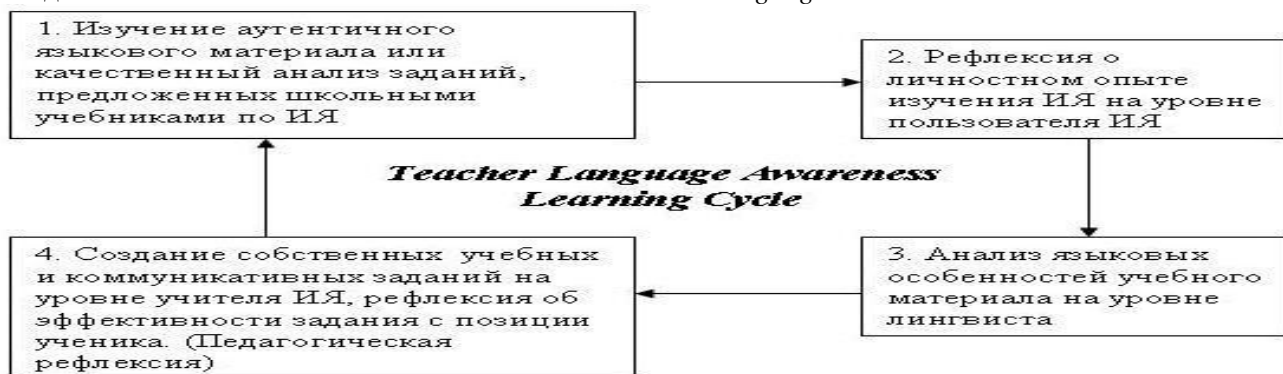 1. Изучение аутентичного
языкового материала или
качественный анализ заданий,
предложенных школьными
учебниками по ИЯ
2. Рефлексия о
личностном опыте
изучения ИЯ на уровне
пользователя ИЯ
Teacher Language Awareness
Learning Cycle
4. Создание собственных учебных
и коммуникативных заданий на
уровне учителя ИЯ, рефлексия об
эффективности задания с позиции
ученика. (Педагогическая
рефлексия)
3. Анализ языковых
особенностей учебного
материала на уровне
лингвиста